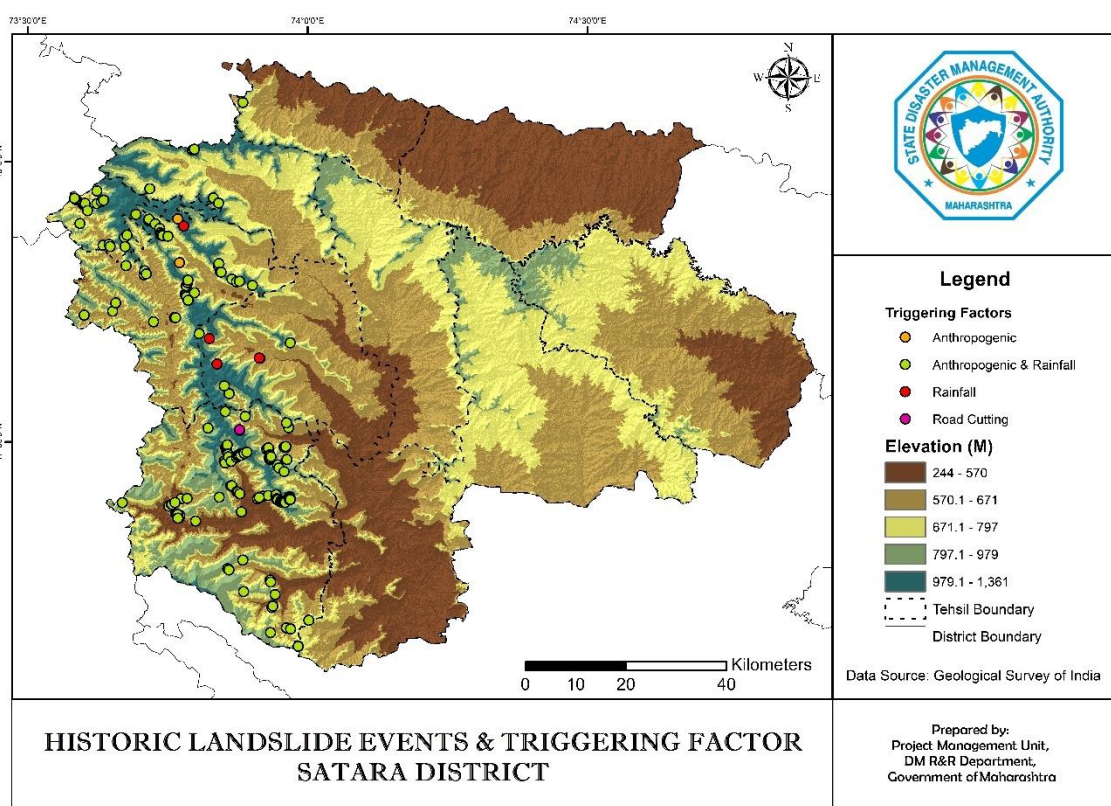 73°30'0"E
74°0'0"E
74°30'0"E
N
W
E
S
STATE DISASTER MANAGEMENT AUTHORITY
MAHARASHTRA
Legend
Triggering Factors
Anthropogenic
Anthropogenic & Rainfall
Rainfall
Road Cutting
Elevation (M)
244 - 570
570.1 - 671
671.1 - 797
797.1 - 979
979.1 - 1,361
Tehsil Boundary
District Boundary
Kilometers
0 10 20 40
Data Source: Geological Survey of India
HISTORIC LANDSLIDE EVENTS & TRIGGERING FACTOR
SATARA DISTRICT
Prepared by:
Project Management Unit,
DM R&R Department,
Government of Maharashtra